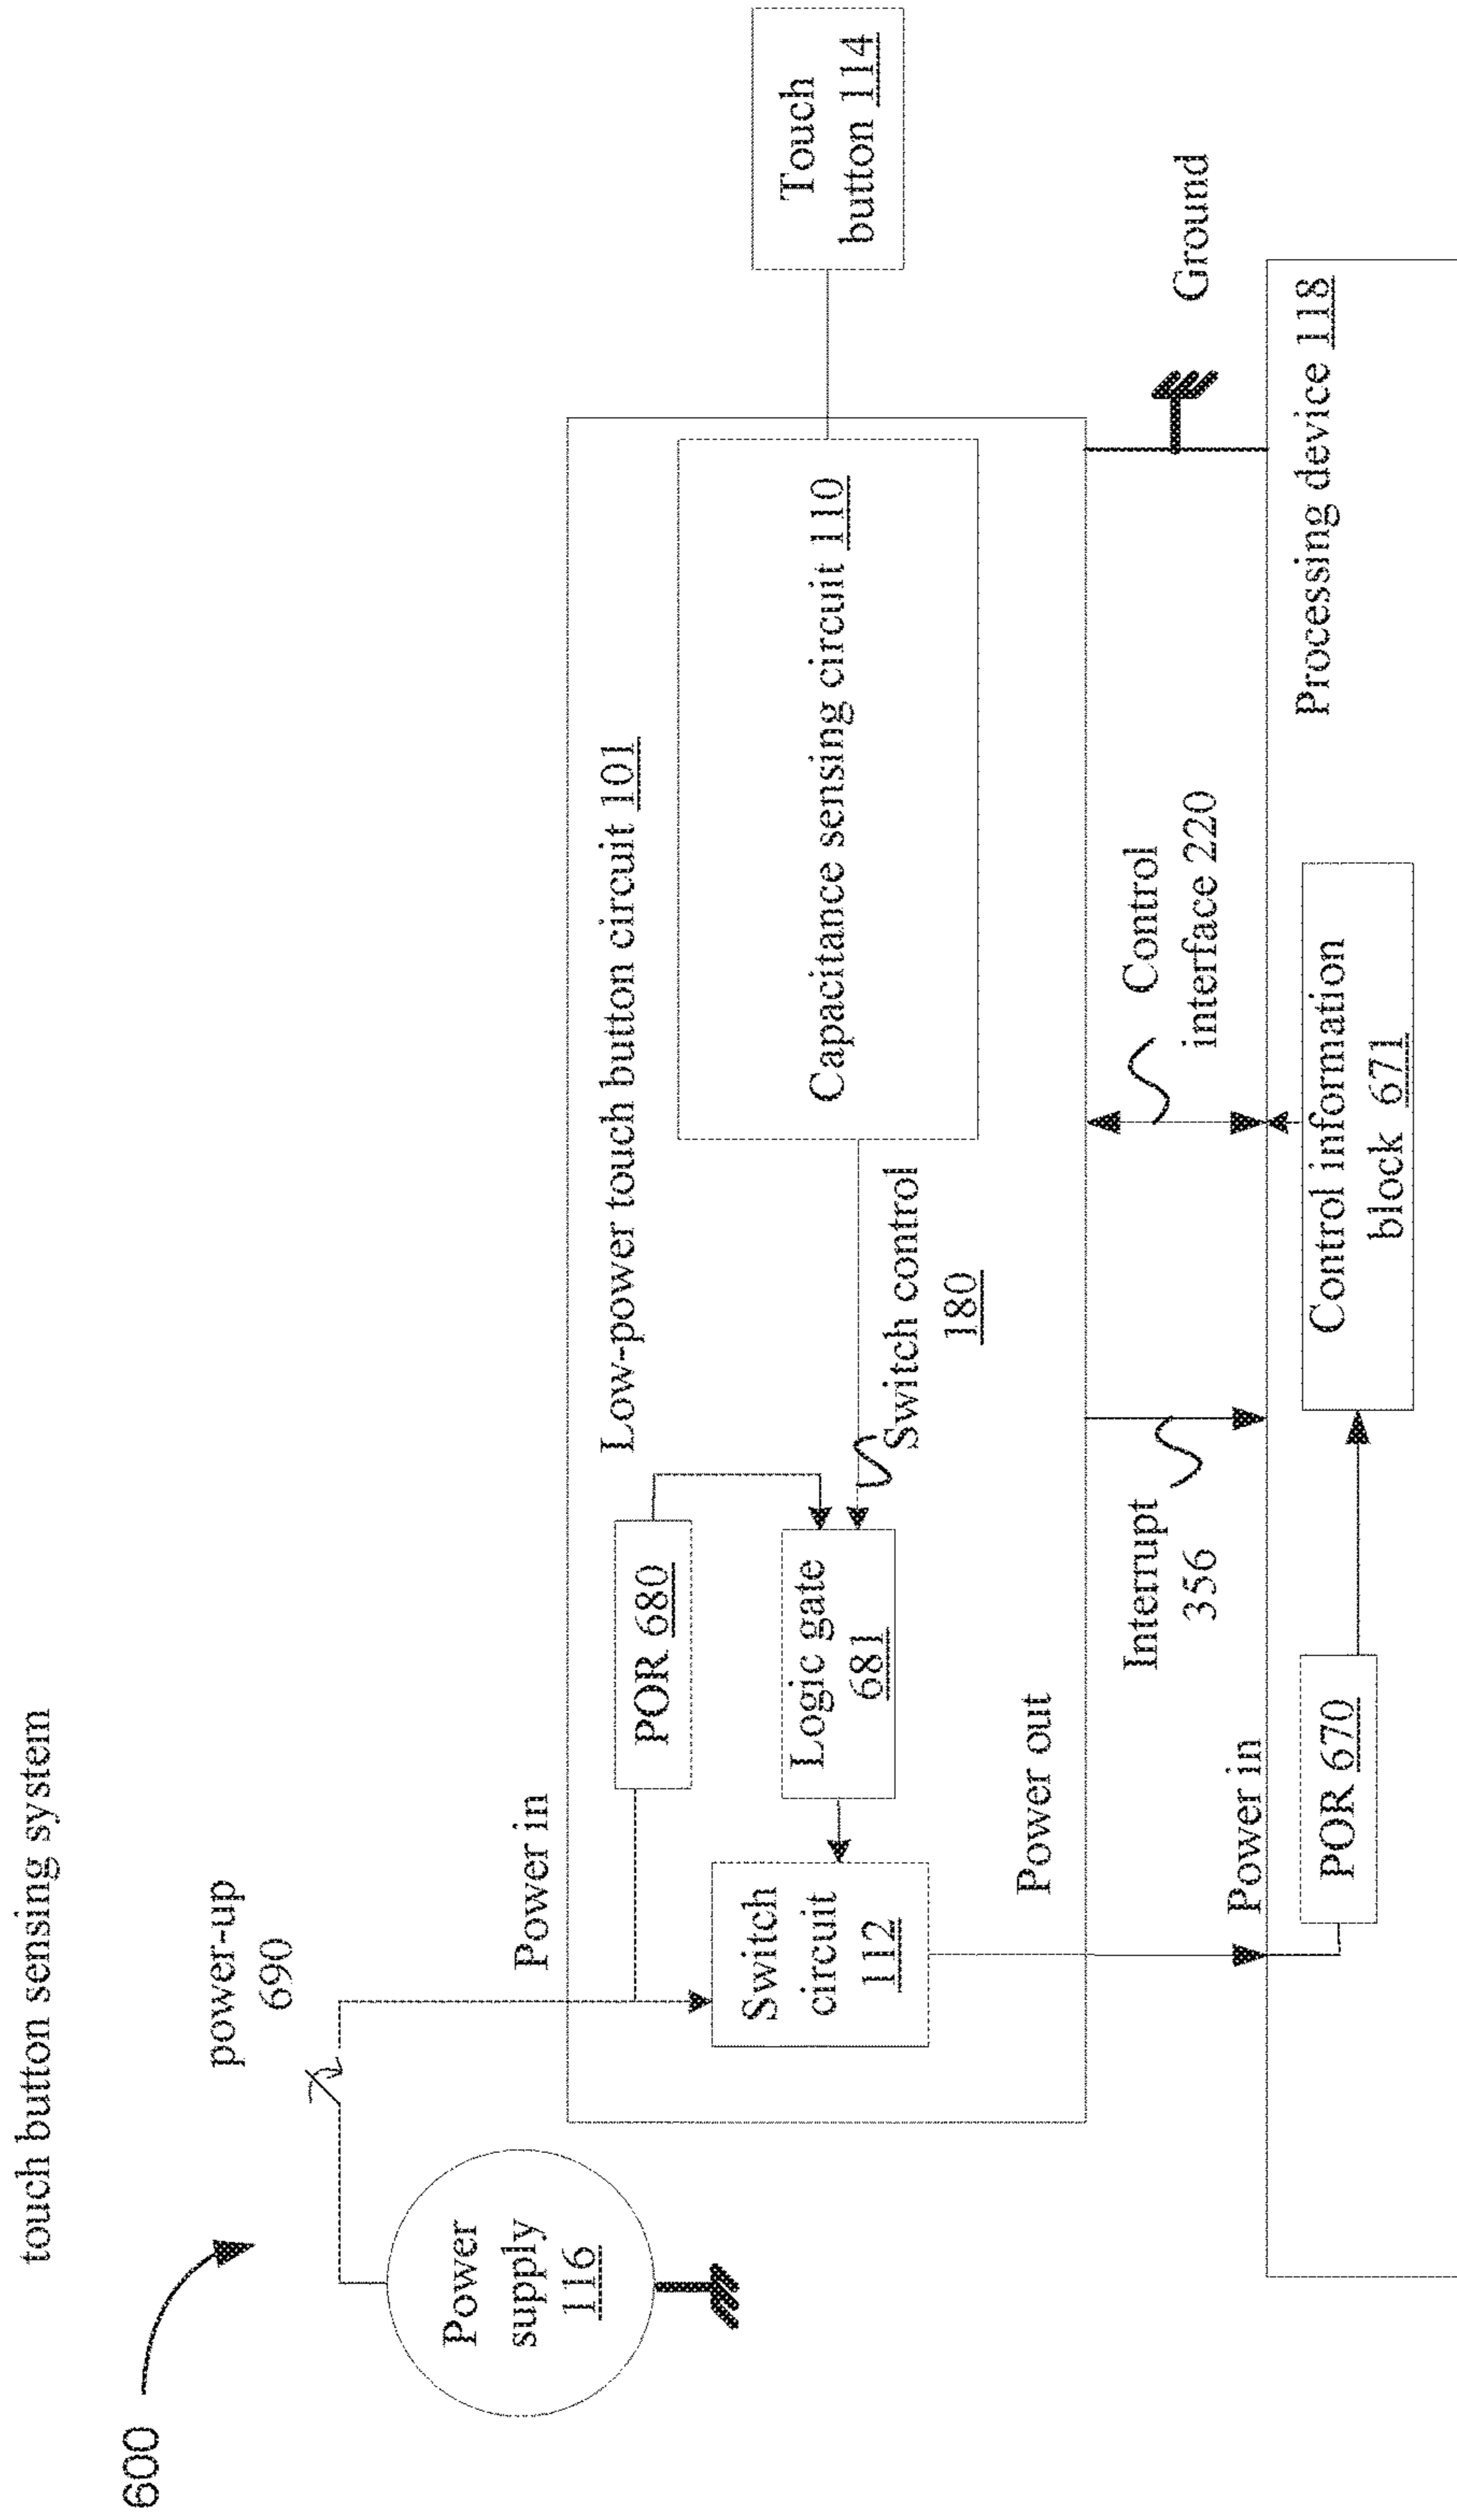 touch button sensing system
600
power-up
690
Power
supply
116
Power in
Low-power touch button circuit 101
POR 680
Logic gate
681
Switch
circuit
112
Switch control
180
Capacitance sensing circuit 110
Touch
button 114
Power out
Interrupt
356
Control
interface 220
Ground
Power in
Processing device 118
POR 670
Control information
block 671